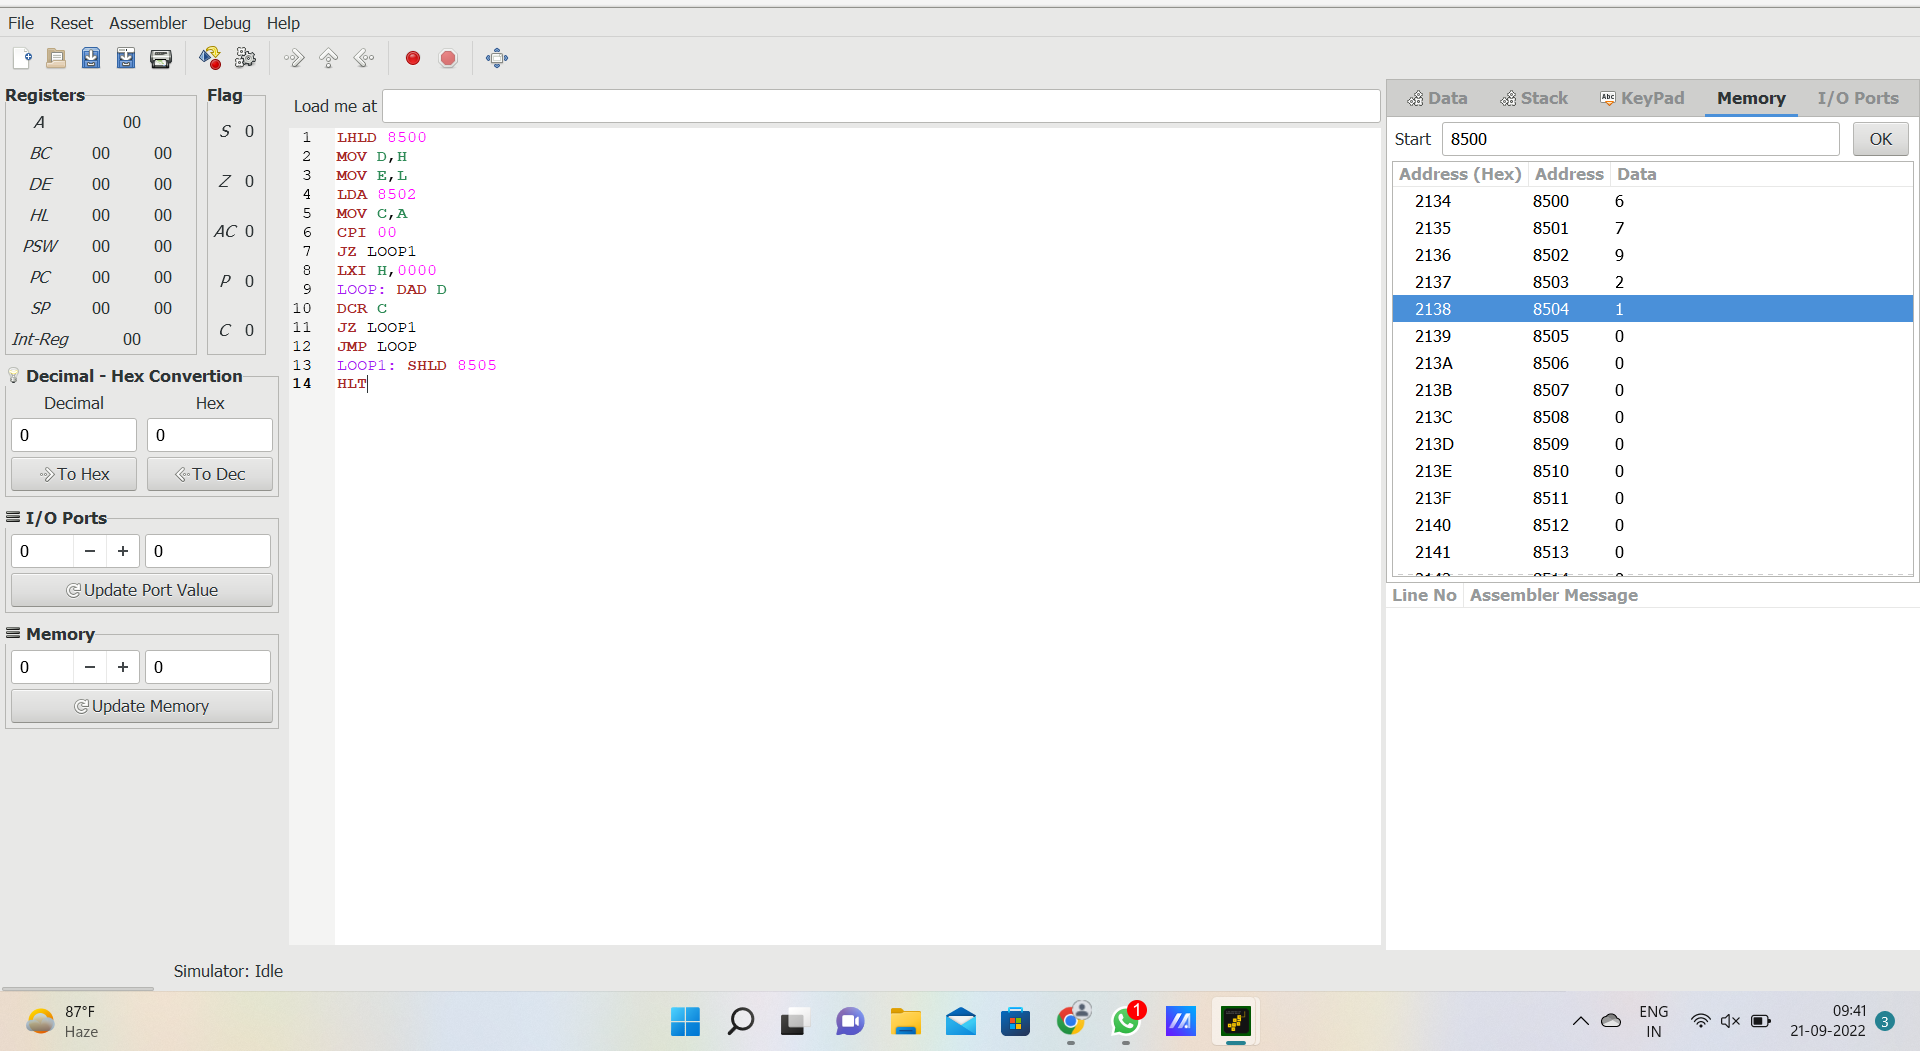 File Reset Assembler Debug Help
Registers
A 00
BC 00 00
DE 00 00
HL 00 00
PSW 00 00
PC 00 00
SP 00 00
Int-Reg 00
Flag
S 0
Z 0
AC 0
P 0
C 0
Decimal - Hex Convertion
Decimal Hex
0 0
To Hex To Dec
I/O Ports
0 − + 0
Update Port Value
Memory
0 − + 0
Update Memory
Load me at
1 LHLD 8500
2 MOV D,H
3 MOV E,L
4 LDA 8502
5 MOV C,A
6 CPI 00
7 JZ LOOP1
8 LXI H,0000
9 LOOP: DAD D
10 DCR C
11 JZ LOOP1
12 JMP LOOP
13 LOOP1: SHLD 8505
14 HLT
Data Stack Abc KeyPad Memory I/O Ports
Start 8500 OK
Address (Hex) Address Data
2134 8500 6
2135 8501 7
2136 8502 9
2137 8503 2
2138 8504 1
2139 8505 0
213A 8506 0
213B 8507 0
213C 8508 0
213D 8509 0
213E 8510 0
213F 8511 0
2140 8512 0
2141 8513 0
2142 8514 0
Line No Assembler Message
Simulator: Idle
87°F
Haze
1
ENG
IN
09:41
21-09-2022
3